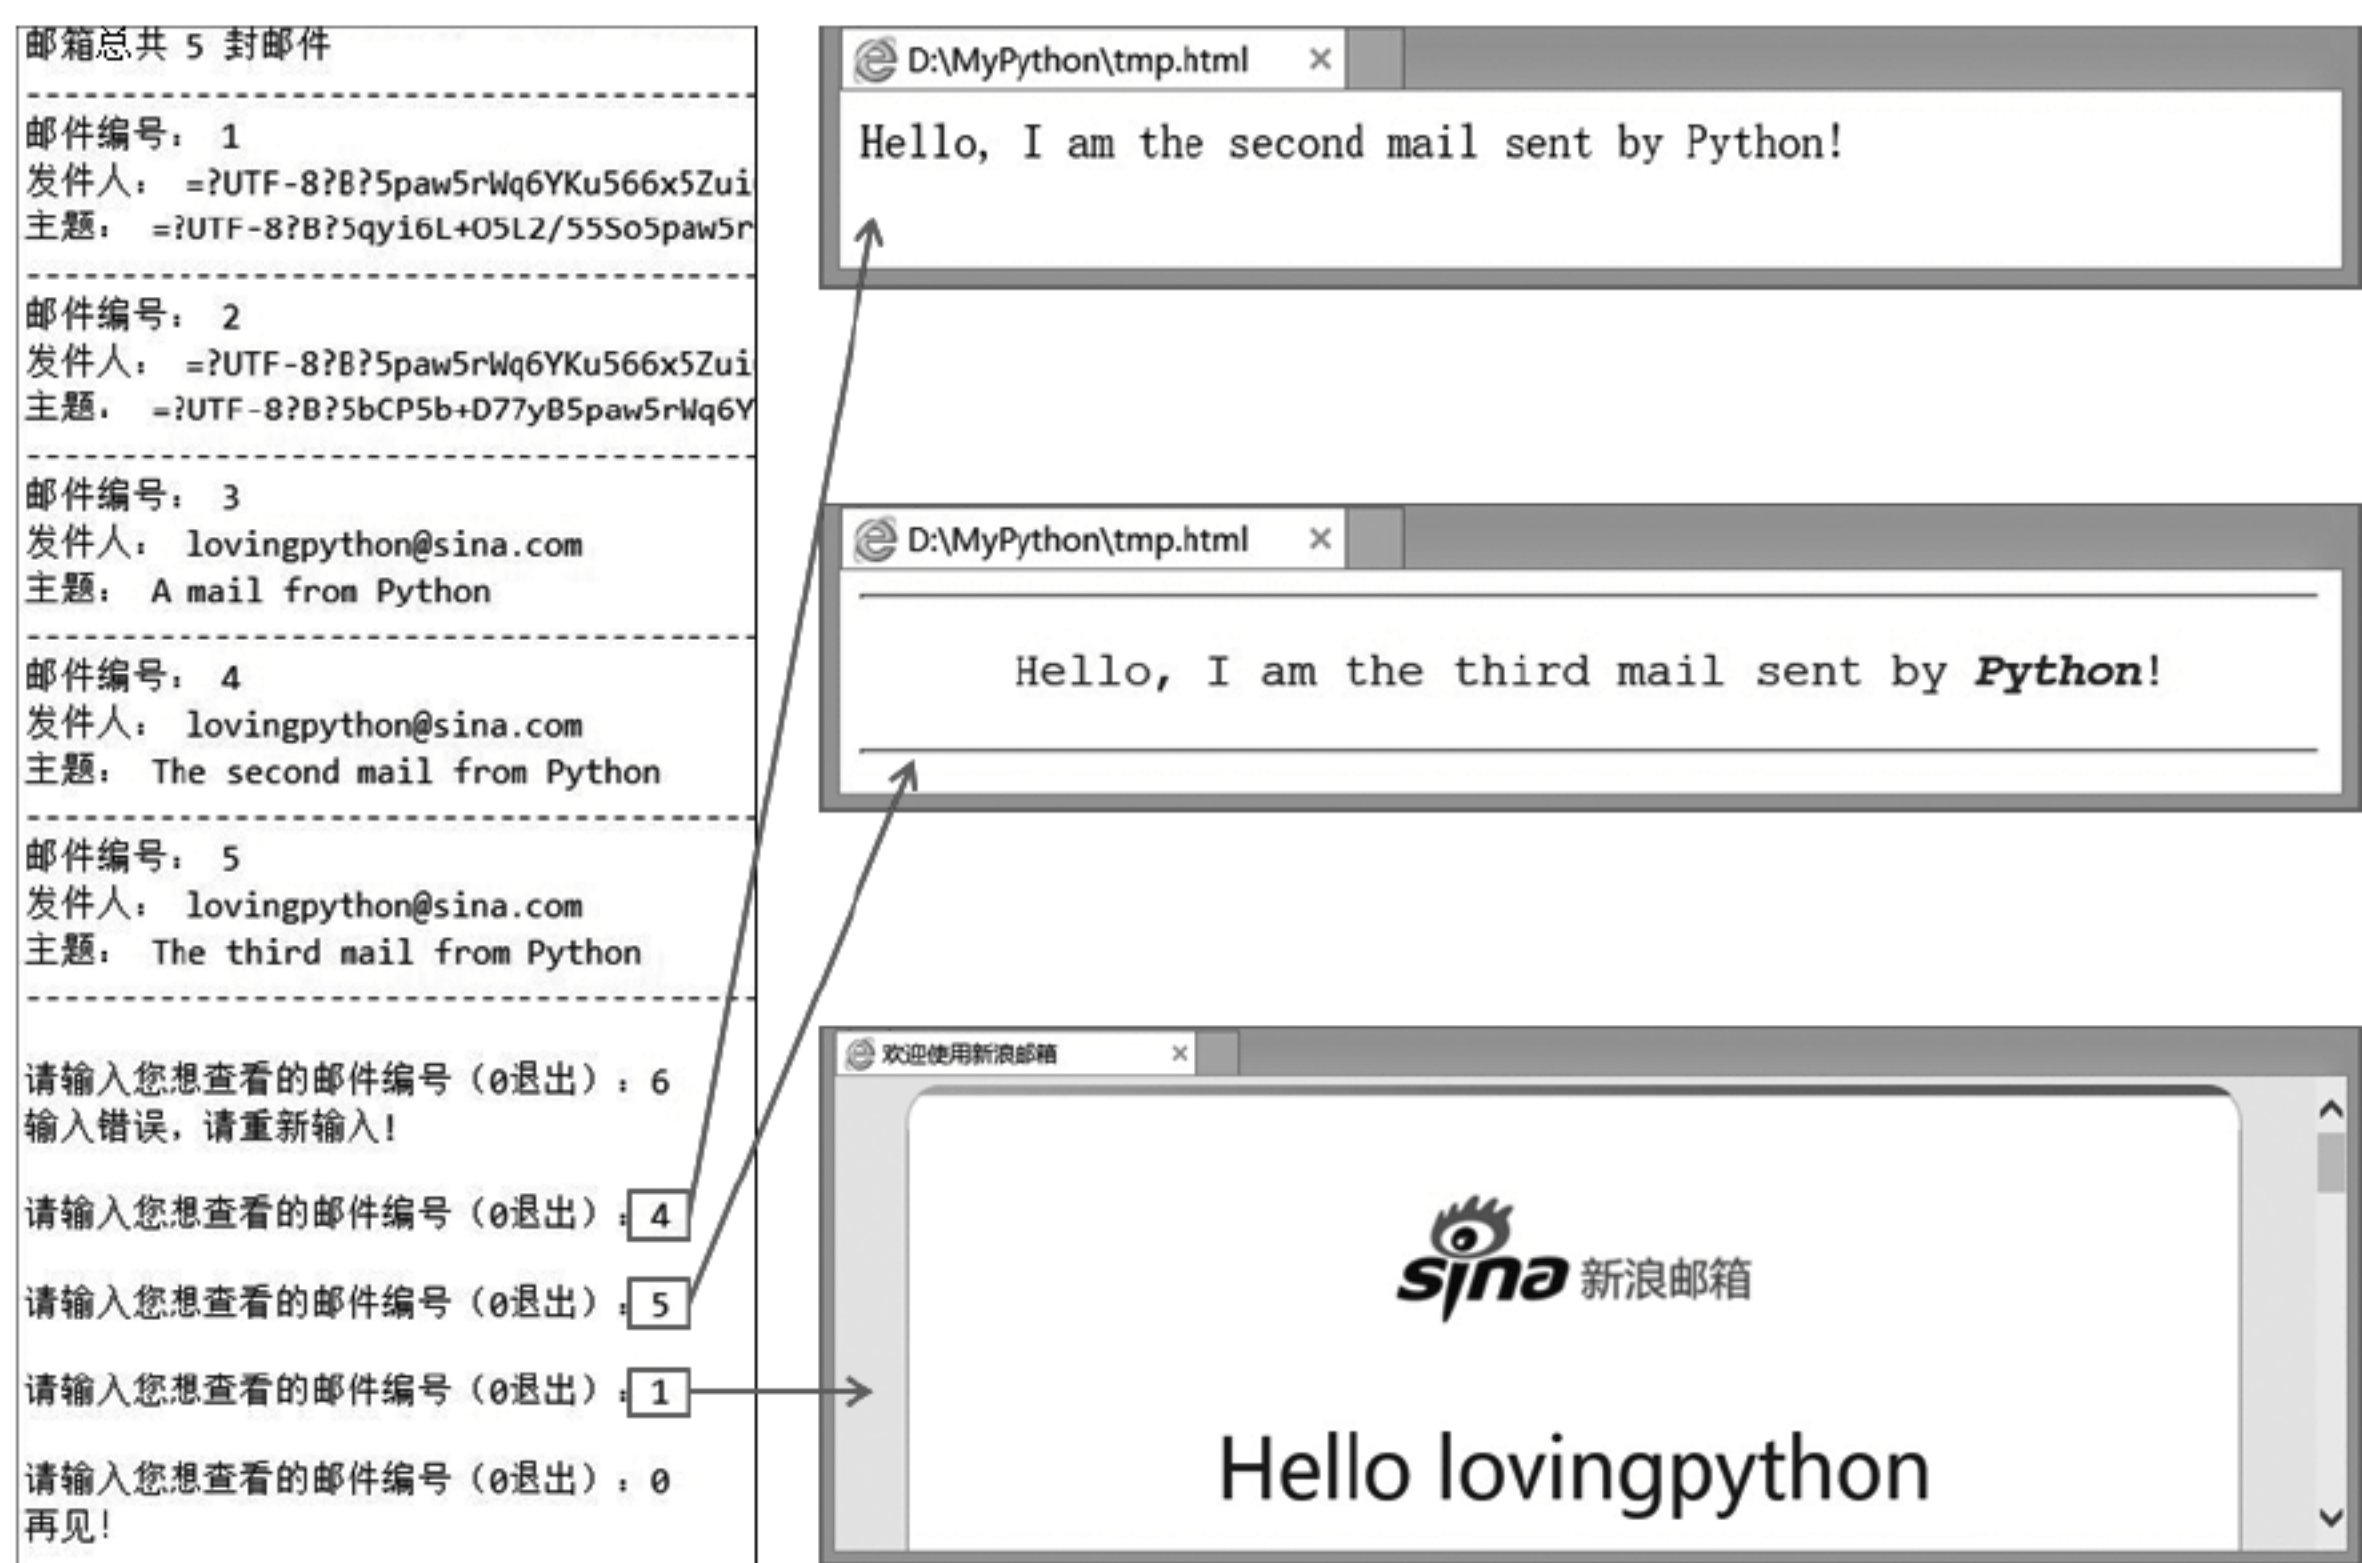 邮箱总共 5 封邮件
邮件编号： 1
发件人： =?UTF-8?B?5paw5rWq6YKu566x5Zui
主题： =?UTF-8?B?5qyi6L+O5L2/55So5paw5r
邮件编号： 2
发件人： =?UTF-8?B?5paw5rWq6YKu566x5Zui
主题： =?UTF-8?B?5bCP5b+D77yB5paw5rWq6Y
邮件编号： 3
发件人： lovingpython@sina.com
主题： A mail from Python
邮件编号： 4
发件人： lovingpython@sina.com
主题： The second mail from Python
邮件编号： 5
发件人： lovingpython@sina.com
主题： The third mail from Python
请输入您想查看的邮件编号（0退出）：6
输入错误，请重新输入！
请输入您想查看的邮件编号（0退出）：4
请输入您想查看的邮件编号（0退出）：5
请输入您想查看的邮件编号（0退出）：1
请输入您想查看的邮件编号（0退出）：0
再见！
D:\MyPython\tmp.html ×
Hello, I am the second mail sent by Python!
D:\MyPython\tmp.html ×
Hello, I am the third mail sent by Python!
欢迎使用新浪邮箱 ×
sina 新浪邮箱
Hello lovingpython